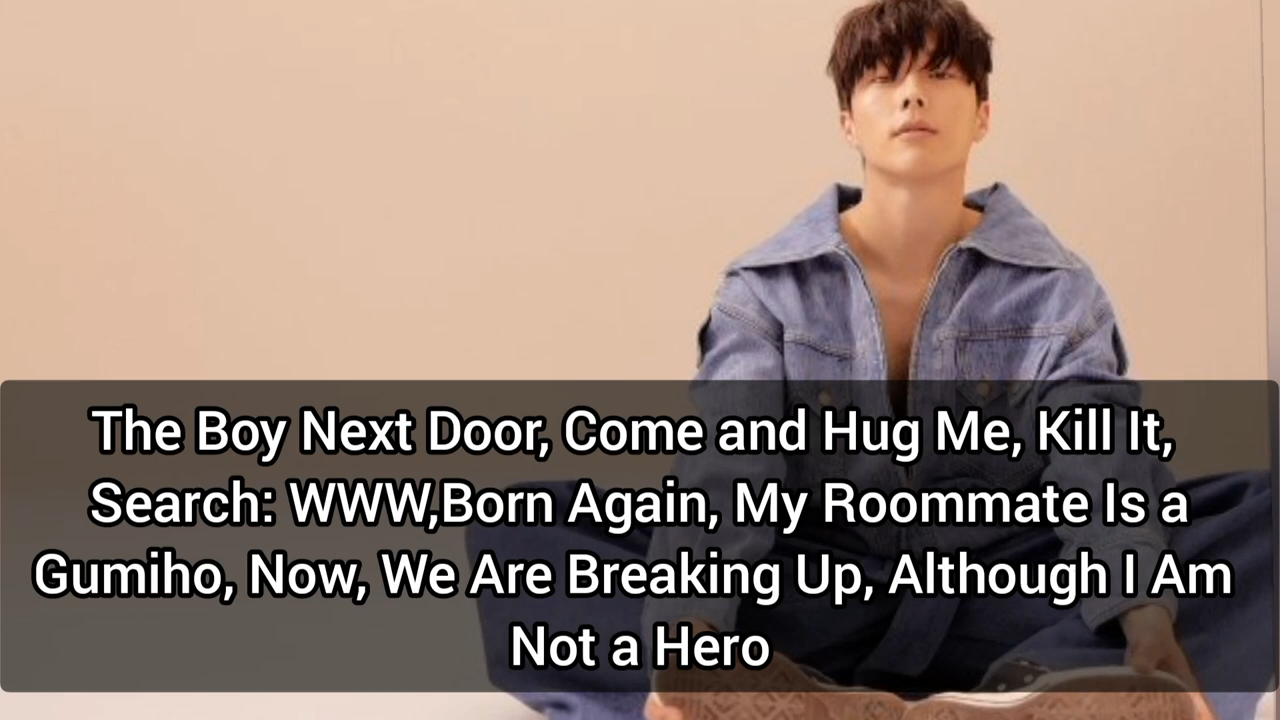 The Boy Next Door, Come and Hug Me, Kill It,
Search: WWW,Born Again, My Roommate Is a
Gumiho, Now, We Are Breaking Up, Although I Am
Not a Hero